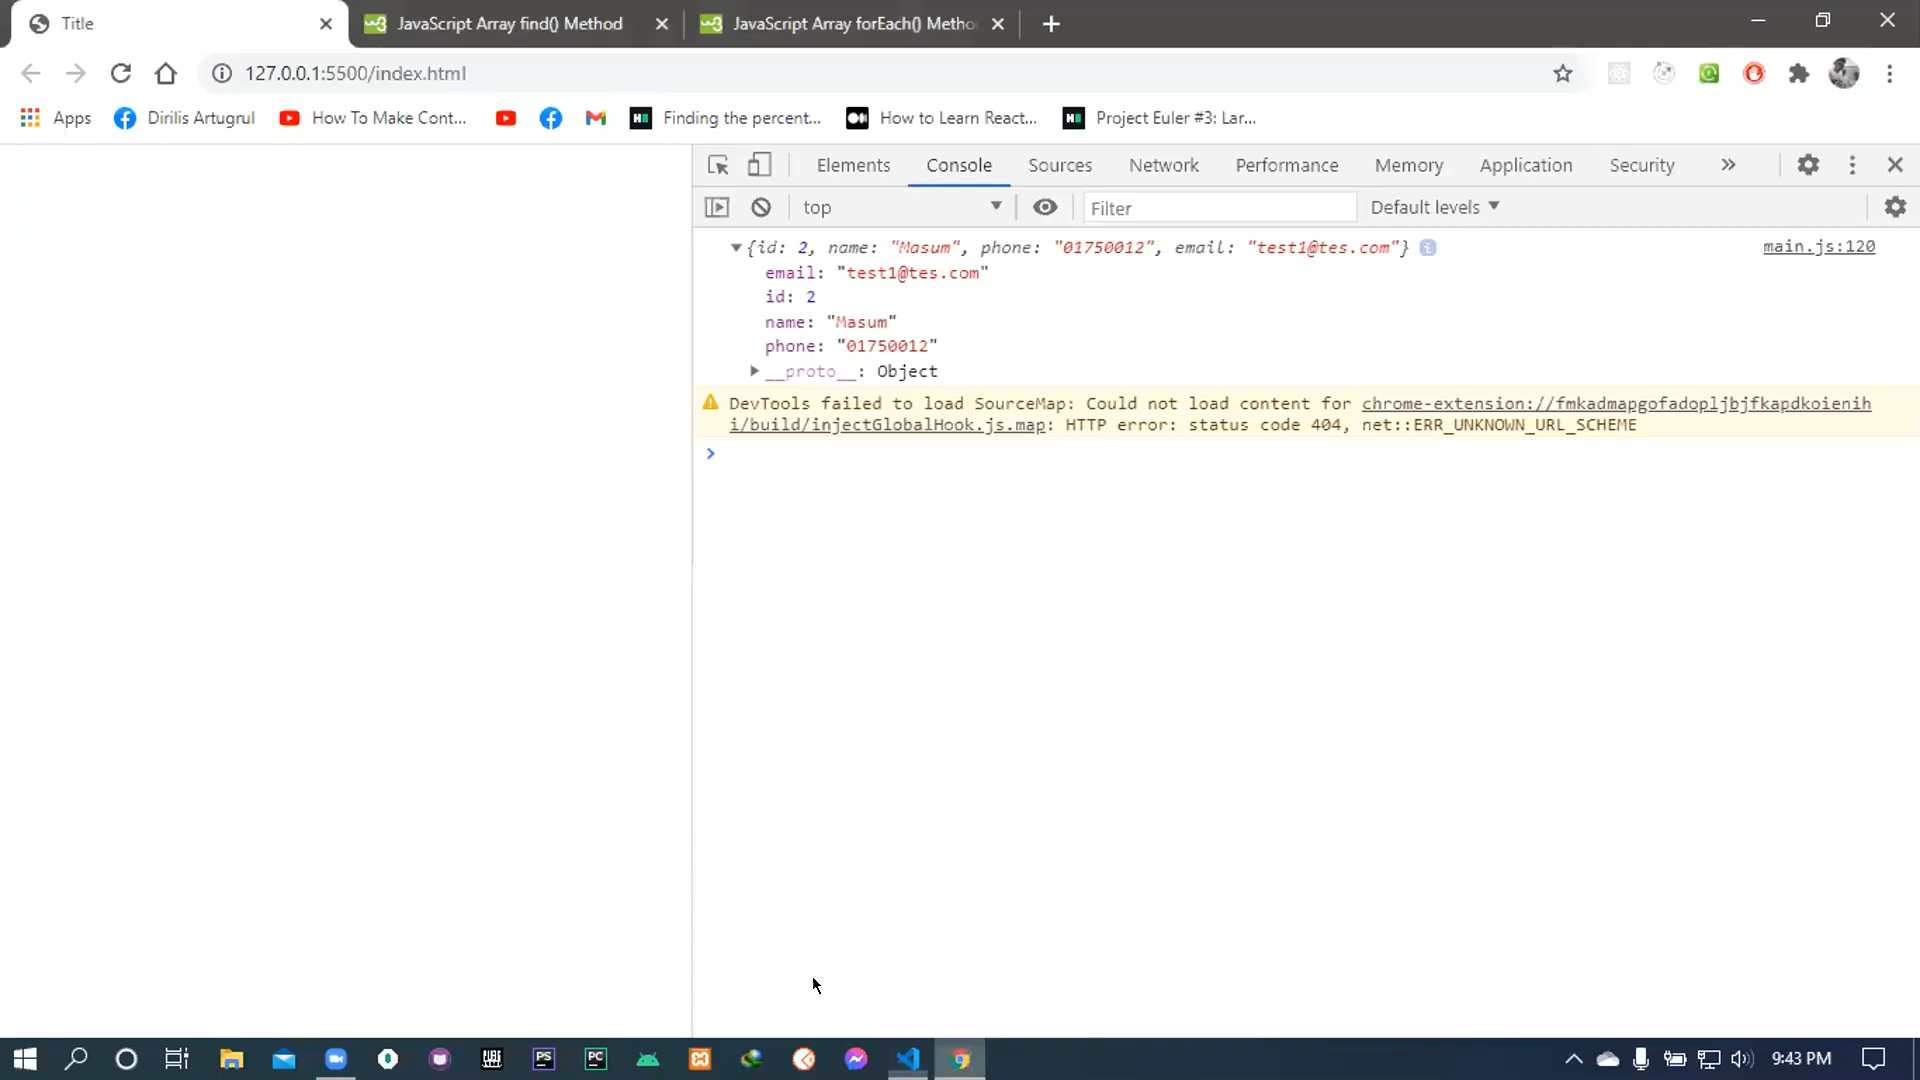 Title
JavaScript Array find() Method
JavaScript Array forEach() Metho
127.0.0.1:5500/index.html
Apps
Dirilis Artugrul
How To Make Cont...
Finding the percent...
How to Learn React...
Project Euler #3: Lar...
Elements Console Sources Network Performance Memory Application Security
top
Filter
Default levels
{id: 2, name: "Masum", phone: "01750012", email: "test1@tes.com"}
main.js:120
email: "test1@tes.com"
id: 2
name: "Masum"
phone: "01750012"
__proto__: Object
DevTools failed to load SourceMap: Could not load content for chrome-extension://fmkadmapgofadopljbjfkapdkoienih
i/build/injectGlobalHook.js.map: HTTP error: status code 404, net::ERR_UNKNOWN_URL_SCHEME
PS
PC
9:43 PM